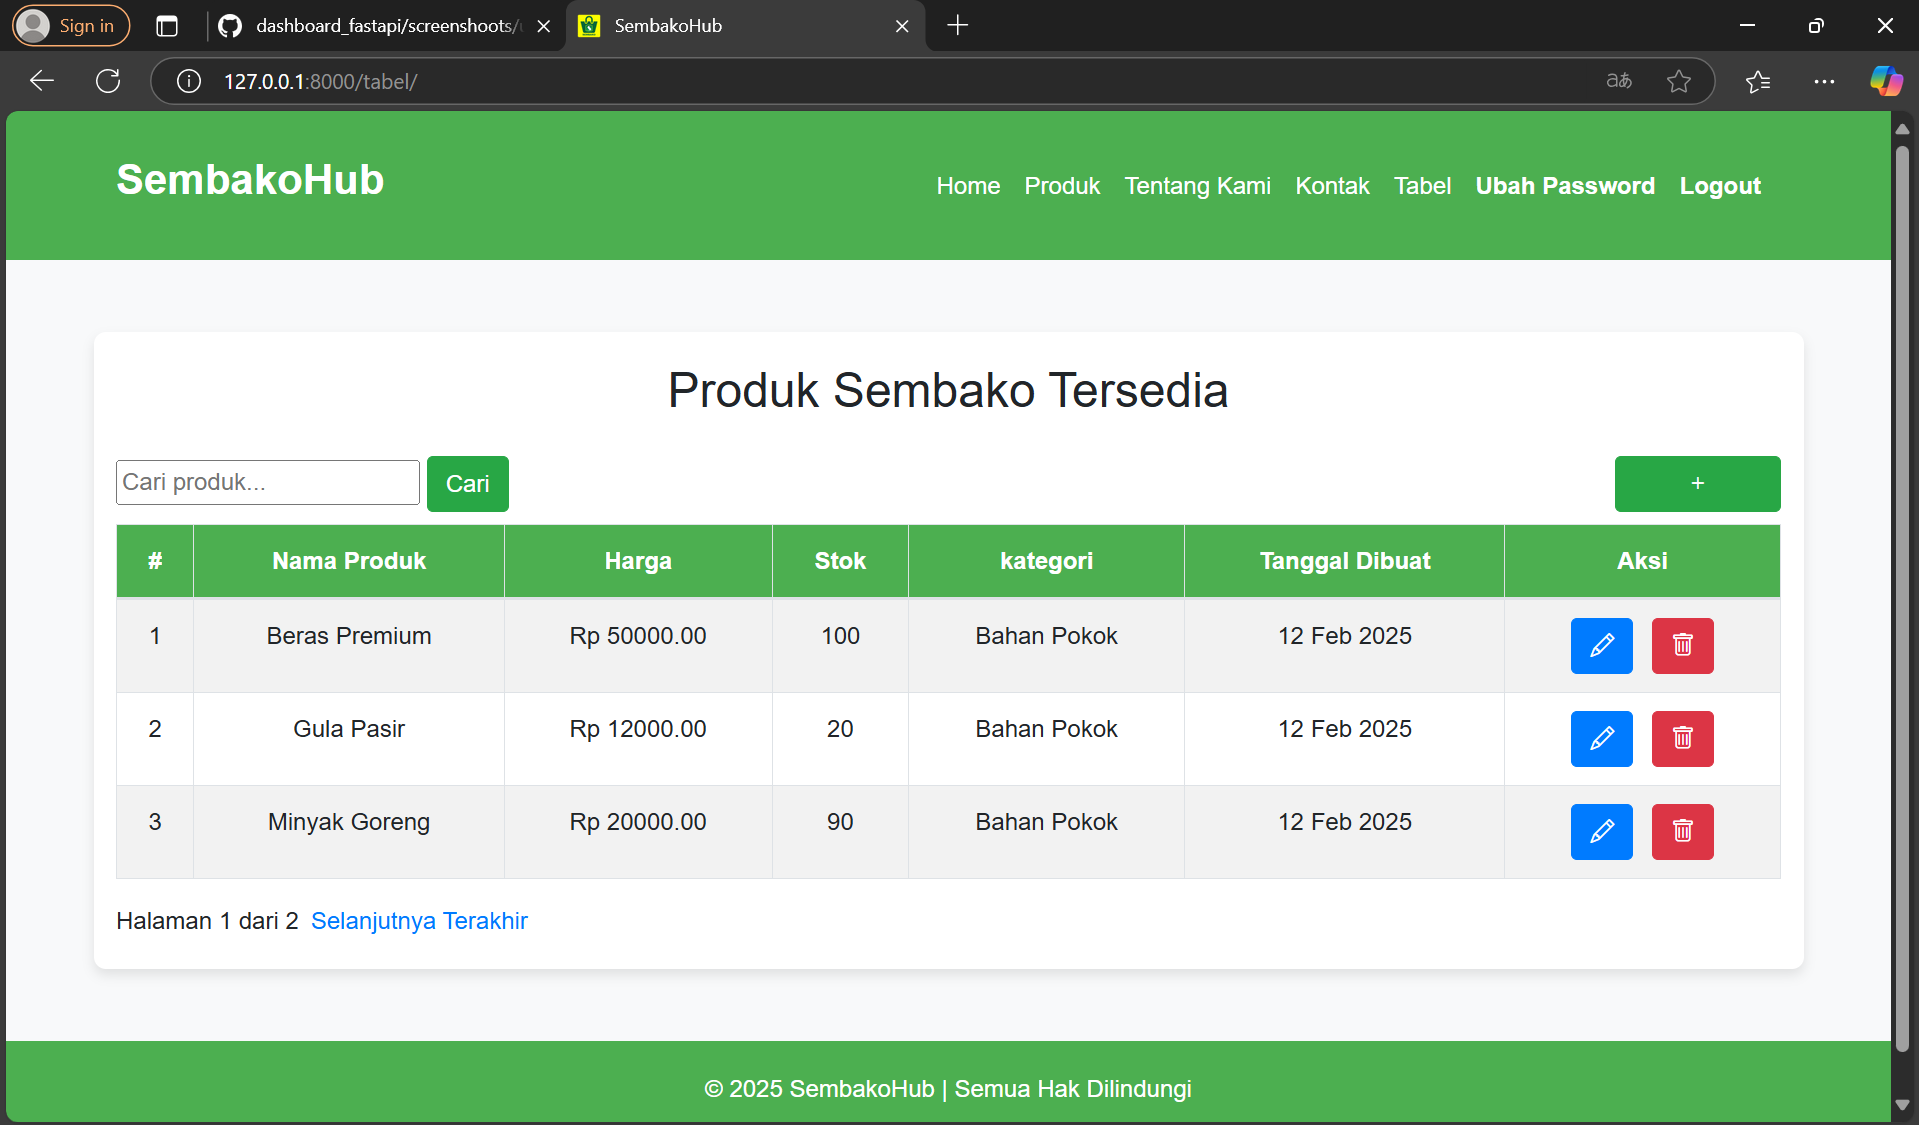 Sign in
dashboard_fastapi/screenshoots/
SembakoHub
127.0.0.1:8000/tabel/
aあ
SembakoHub
Home Produk Tentang Kami Kontak Tabel Ubah Password Logout
Produk Sembako Tersedia
Cari produk... Cari +
# Nama Produk Harga Stok kategori Tanggal Dibuat Aksi
1 Beras Premium Rp 50000.00 100 Bahan Pokok 12 Feb 2025
2 Gula Pasir Rp 12000.00 20 Bahan Pokok 12 Feb 2025
3 Minyak Goreng Rp 20000.00 90 Bahan Pokok 12 Feb 2025
Halaman 1 dari 2 Selanjutnya Terakhir
© 2025 SembakoHub | Semua Hak Dilindungi